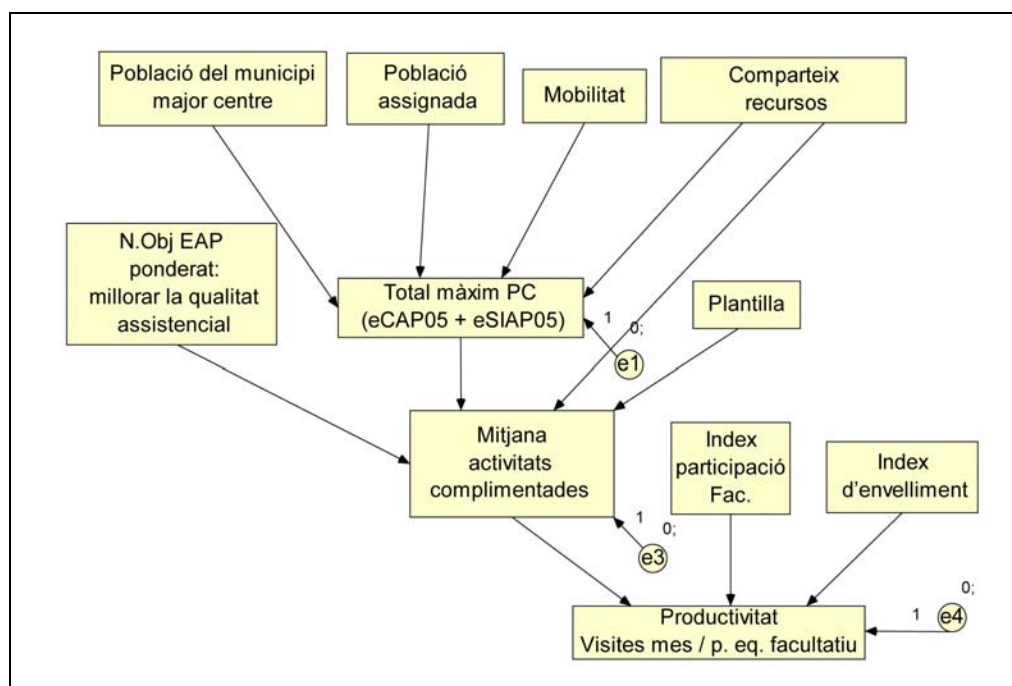 Població del municipi
major centre
Població
assignada
Mobilitat
Comparteix
recursos
N.Obj EAP
ponderat:
millorar la qualitat
assistencial
Total màxim PC
(eCAP05 + eSIAP05)
Plantilla
1
0;
e1
Mitjana
activitats
complimentades
Index
participació
Fac.
Index
d'envelliment
1
0;
e3
Productivitat
Visites mes / p. eq. facultatiu
1
0;
e4